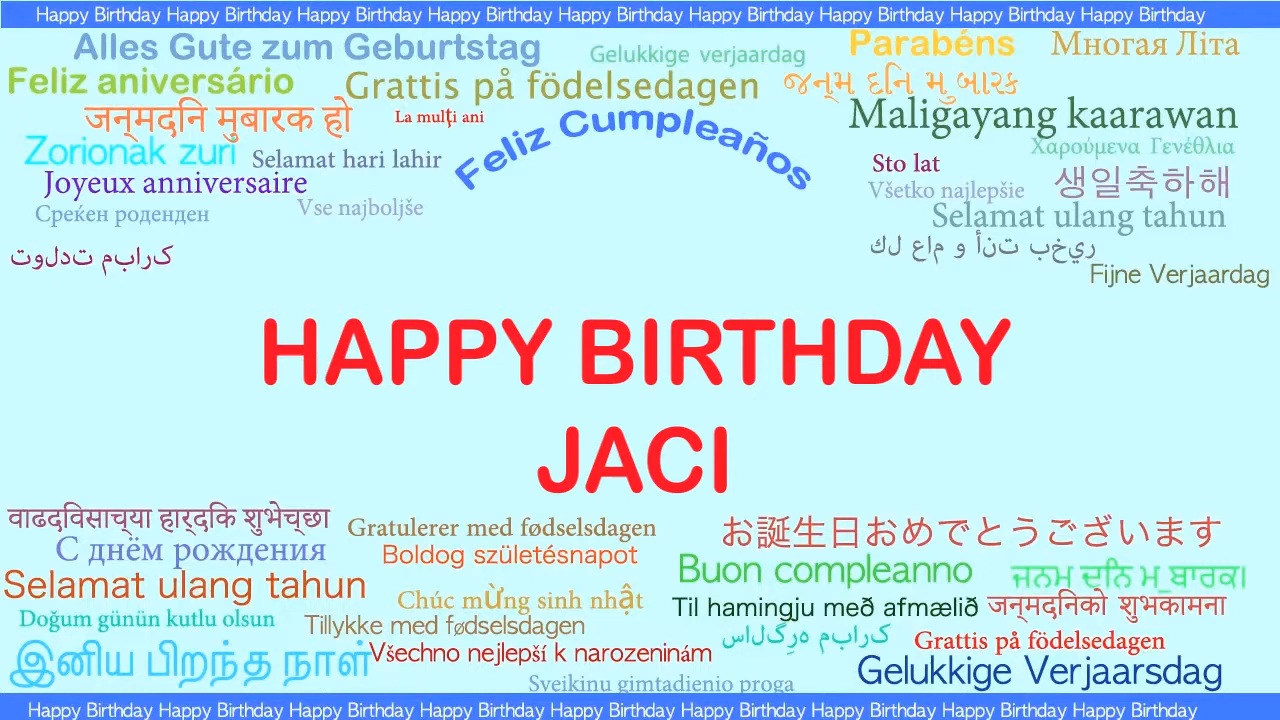 Happy Birthday Happy Birthday Happy Birthday Happy Birthday Happy Birthday Happy Birthday Happy Birthday Happy Birthday Happy Birthday
Alles Gute zum Geburtstag
Gelukkige verjaardag
Parabéns
Многая Літа
Feliz aniversário
Grattis på födelsedagen
જન્મ દિન મુબારક
जन्मदिन मुबारक हो
La mulţi ani
Feliz Cumpleaños
Maligayang kaarawan
Zorionak zuri
Selamat hari lahir
Sto lat
Χαρούμενα Γενέθλια
Joyeux anniversaire
Všetko najlepšie
생일축하해
Среќен роденден
Vse najboljše
Selamat ulang tahun
تولدت مبارک
كل عام و أنت بخير
Fijne Verjaardag
HAPPY BIRTHDAY
JACI
वाढदिवसाच्या हार्दिक शुभेच्छा
Gratulerer med fødselsdagen
お誕生日おめでとうございます
С днём рождения
Boldog születésnapot
Buon compleanno
ਜਨਮ ਦਿਨ ਮੁਬਾਰਕ।
Selamat ulang tahun
Chúc mừng sinh nhật
Til hamingju með afmælið
जन्मदिनको शुभकामना
Doğum günün kutlu olsun
Tillykke med fødselsdagen
سالگِرہ مبارک
Grattis på födelsedagen
இனிய பிறந்த நாள்
Všechno nejlepší k narozeninám
Gelukkige Verjaarsdag
Sveikinu gimtadienio proga
Happy Birthday Happy Birthday Happy Birthday Happy Birthday Happy Birthday Happy Birthday Happy Birthday Happy Birthday Happy Birthday